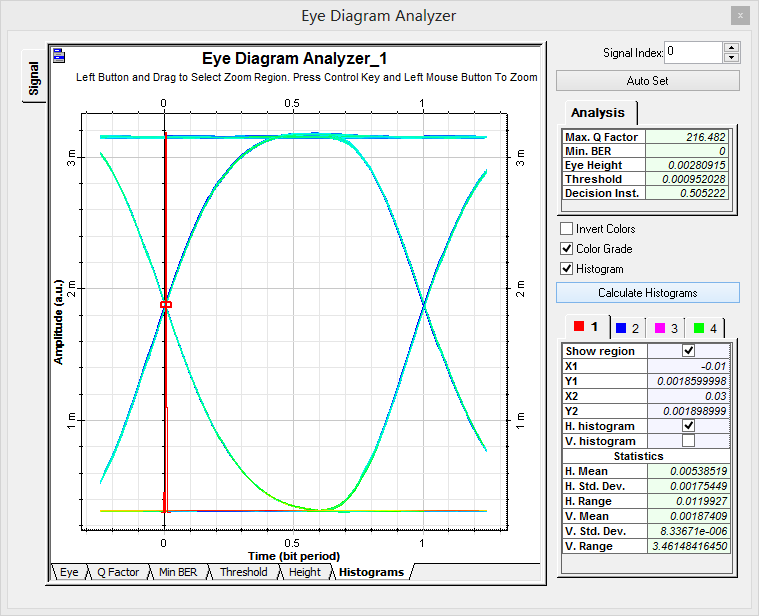 Eye Diagram Analyzer
x
Signal
Eye Diagram Analyzer_1
Left Button and Drag to Select Zoom Region. Press Control Key and Left Mouse Button To Zoom
0 0.5 1
3 m 3 m
2 m 2 m
1 m 1 m
Amplitude (a.u.)
0 0.5 1
Time (bit period)
Eye Q Factor Min BER Threshold Height Histograms
Signal Index: 0
Auto Set
Analysis
Max. Q Factor 216.482
Min. BER 0
Eye Height 0.00280915
Threshold 0.000952028
Decision Inst. 0.505222
Invert Colors
Color Grade
Histogram
Calculate Histograms
1 2 3 4
Show region
X1 -0.01
Y1 0.0018599998
X2 0.03
Y2 0.001898999
H. histogram
V. histogram
Statistics
H. Mean 0.00538519
H. Std. Dev. 0.00175449
H. Range 0.0119927
V. Mean 0.00187409
V. Std. Dev. 8.33671e-006
V. Range 3.46148416450